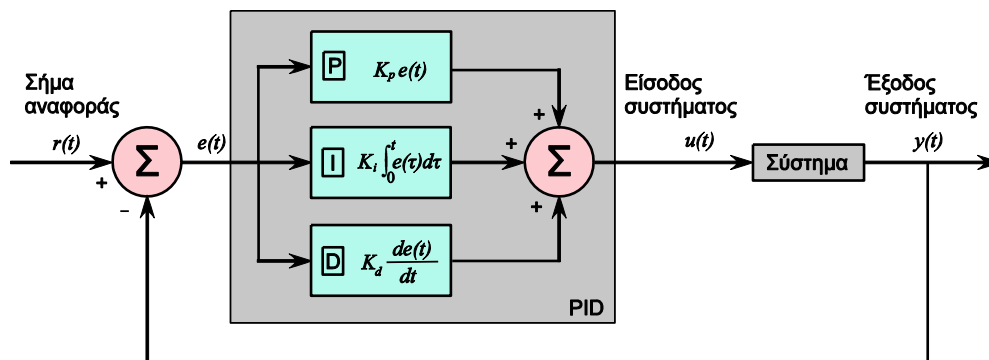 Σήμα
αναφοράς
r(t)
+
−
Σ
e(t)
P K_p e(t)
I K_i ∫_0^t e(τ)dτ
D K_d de(t)/dt
+
+
+
Σ
PID
Είσοδος
συστήματος
u(t)
Σύστημα
Έξοδος
συστήματος
y(t)